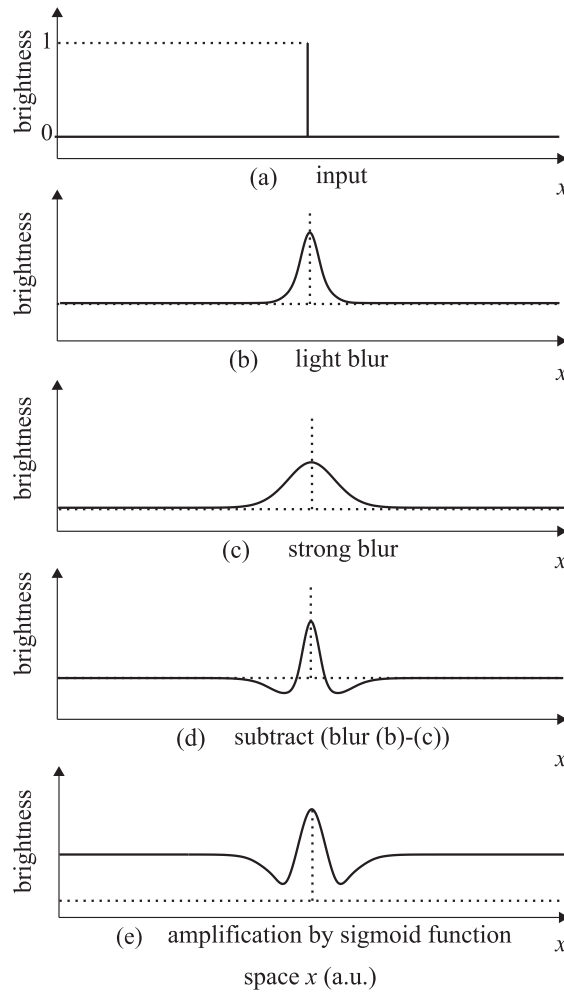 brightness
1
0
x
(a) input
brightness
x
(b) light blur
brightness
x
(c) strong blur
brightness
x
(d) subtract (blur (b)-(c))
brightness
x
(e) amplification by sigmoid function
space x (a.u.)